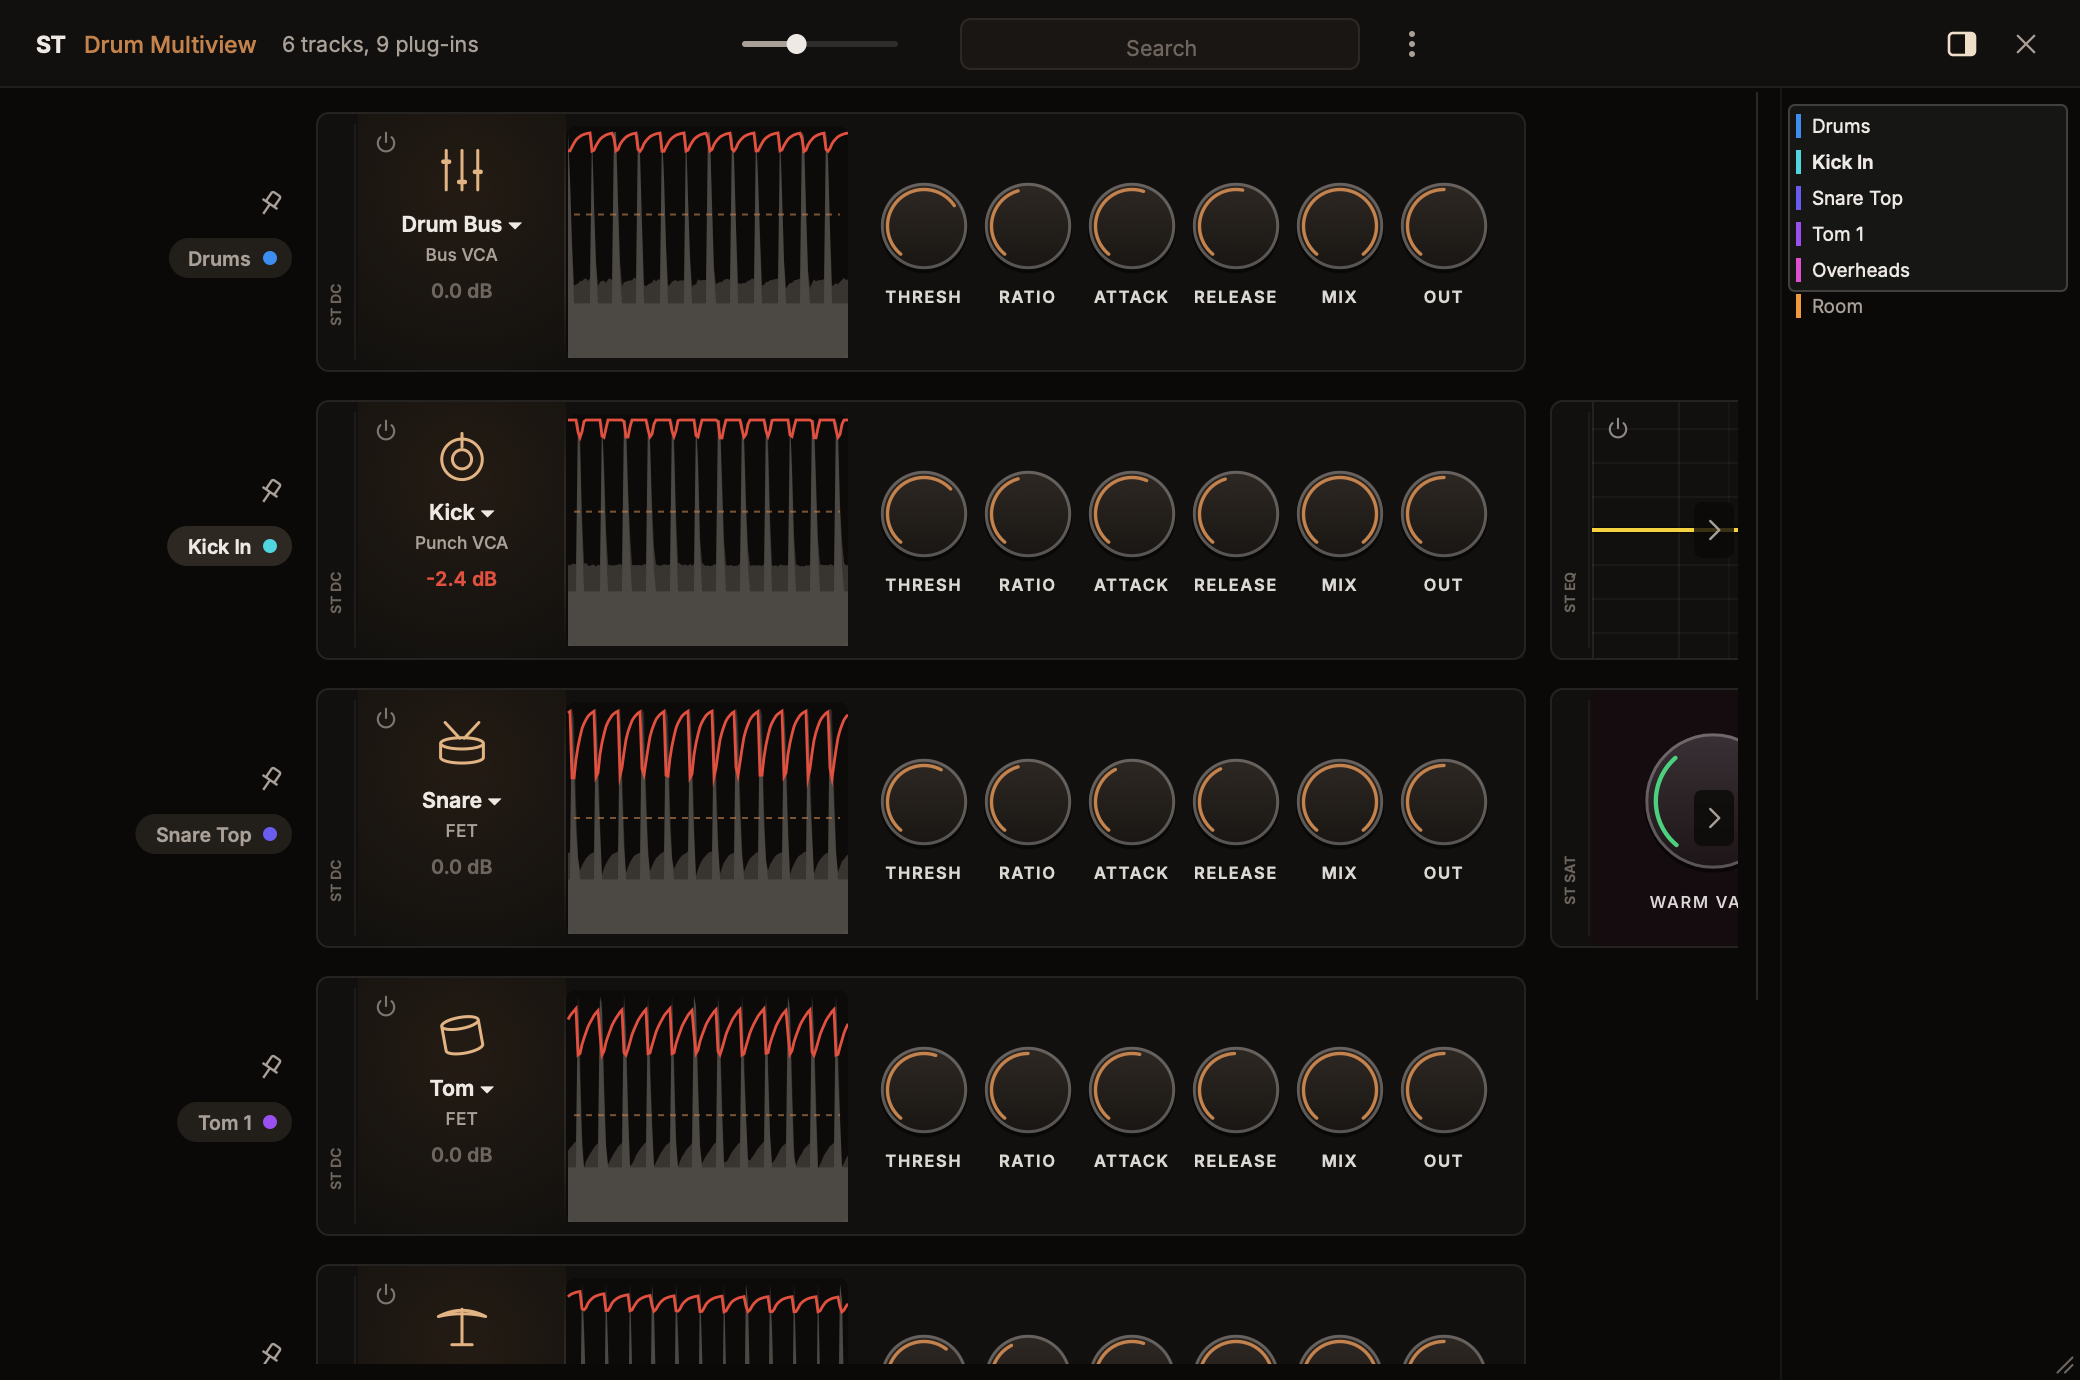 ST Drum Multiview 6 tracks, 9 plug-ins Search
Drums
Kick In
Snare Top
Tom 1
Overheads
Room
Drums
ST DC
Drum Bus
Bus VCA
0.0 dB
THRESH RATIO ATTACK RELEASE MIX OUT
Kick In
ST DC
Kick
Punch VCA
-2.4 dB
THRESH RATIO ATTACK RELEASE MIX OUT
ST EQ
Snare Top
ST DC
Snare
FET
0.0 dB
THRESH RATIO ATTACK RELEASE MIX OUT
ST SAT
WARM VA
Tom 1
ST DC
Tom
FET
0.0 dB
THRESH RATIO ATTACK RELEASE MIX OUT